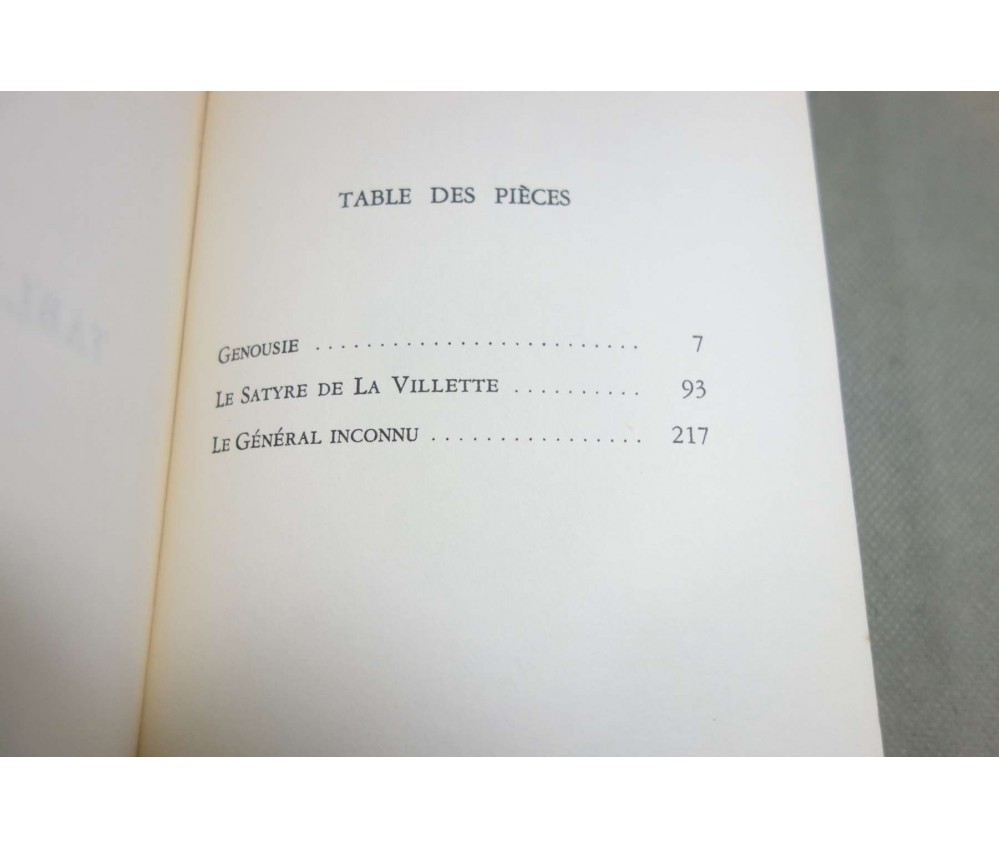 TABLE DES PIÈCES
GENOUSIE .......................... 7
LE SATYRE DE LA VILLETTE .......... 93
LE GÉNÉRAL INCONNU ................. 217